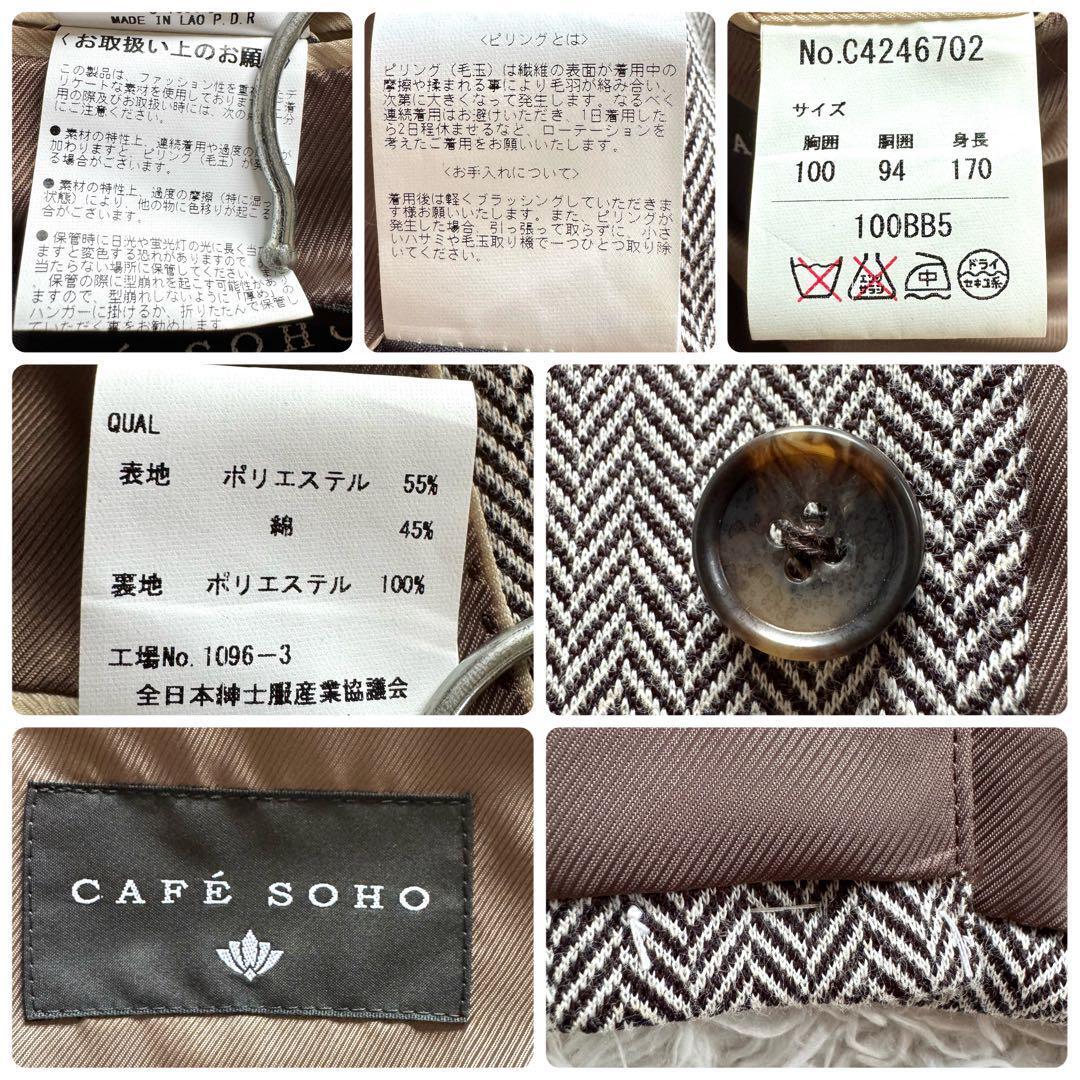 MADE IN LAO P.D.R
〈お取扱い上のお願
この製品は、ファッション性を重
リケートな素材を使用しており
用の際及びお取扱い時には、次の
にご注意ください。
● 素材の特性上、連続着用や過度の
加わりますと、ピリング(毛玉)が
る場合がございます。
● 素材の特性上、過度の摩擦(特に湿っ
状態)により、他の物に色移りが起こる
合がございます。
● 保管時に日光や蛍光灯の光に長く当
ますと変色する恐れがありますので
当たらない場所に保管してください。
保管の際に型崩れを起こす可能性があ
ますので、型崩れしないように「厚め」の
ハンガーに掛けるか、折りたたんで保管し
ていただく事をお勧めします。
CAFÉ SOHO
<ピリングとは>
ピリング(毛玉)は繊維の表面が着用中の
摩擦や揉まれる事により毛羽が絡み合い、
次第に大きくなって発生します。なるべく
連続着用はお避けいただき、1日着用した
ら2日程休ませるなど、ローテーションを
考えたご着用をお願いいたします。
<お手入れについて>
着用後は軽くブラッシングしていただきま
す様お願いいたします。また、ピリングが
発生した場合、引っ張って取らずに、小さ
いハサミや毛玉取り機で一つひとつ取り除
いてください。
No.C4246702
サイズ
胸囲 胴囲 身長
100 94 170
100BB5
エンソ
サラシ
中
ドライ
セキユ系
QUAL
表地 ポリエステル 55%
綿 45%
裏地 ポリエステル 100%
工場No.1096-3
全日本紳士服産業協議会
CAFÉ SOHO